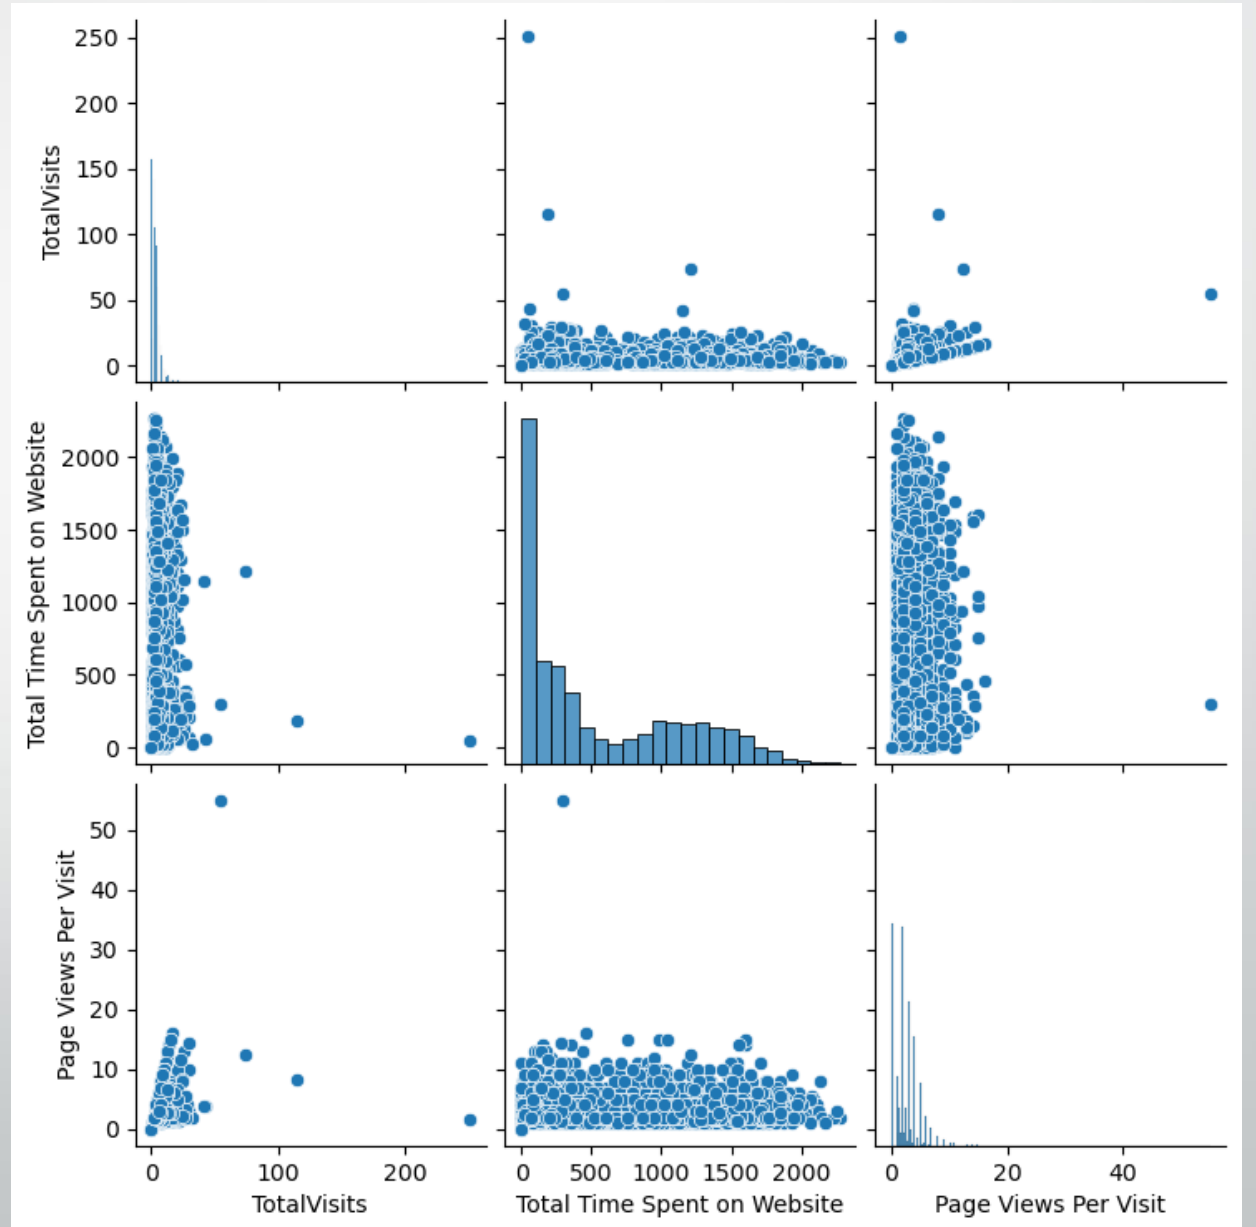 250
200
150
100
50
0
TotalVisits
2000
1500
1000
500
0
Total Time Spent on Website
50
40
30
20
10
0
Page Views Per Visit
0 100 200
TotalVisits
0 500 1000 1500 2000
Total Time Spent on Website
0 20 40
Page Views Per Visit